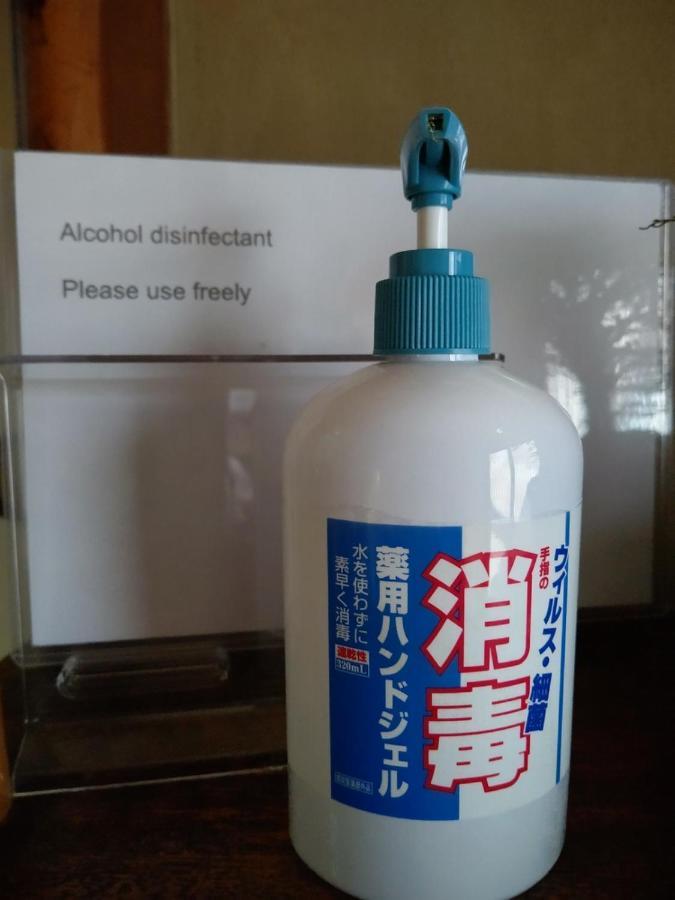 Alcohol disinfectant
Please use freely
ウイルス・細菌
手指の
消毒
薬用ハンドジェル
水を使わずに
素早く消毒
速乾性
320mL